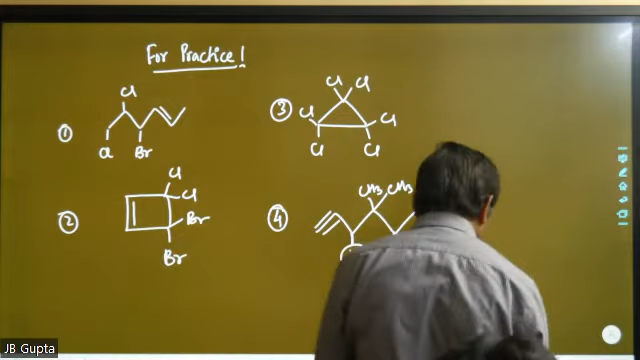 For Practice!
①
Cl
Cl
Br
②
Cl
Cl
Br
Br
③
Cl
Cl
Cl
Cl
Cl
Cl
④
CH3
CH3
JB Gupta